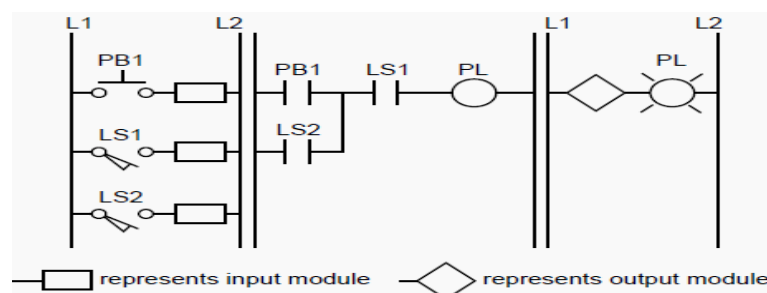 L1 L2 L1 L2
PB1 PB1 LS1 PL PL
LS1 LS2
LS2
represents input module represents output module